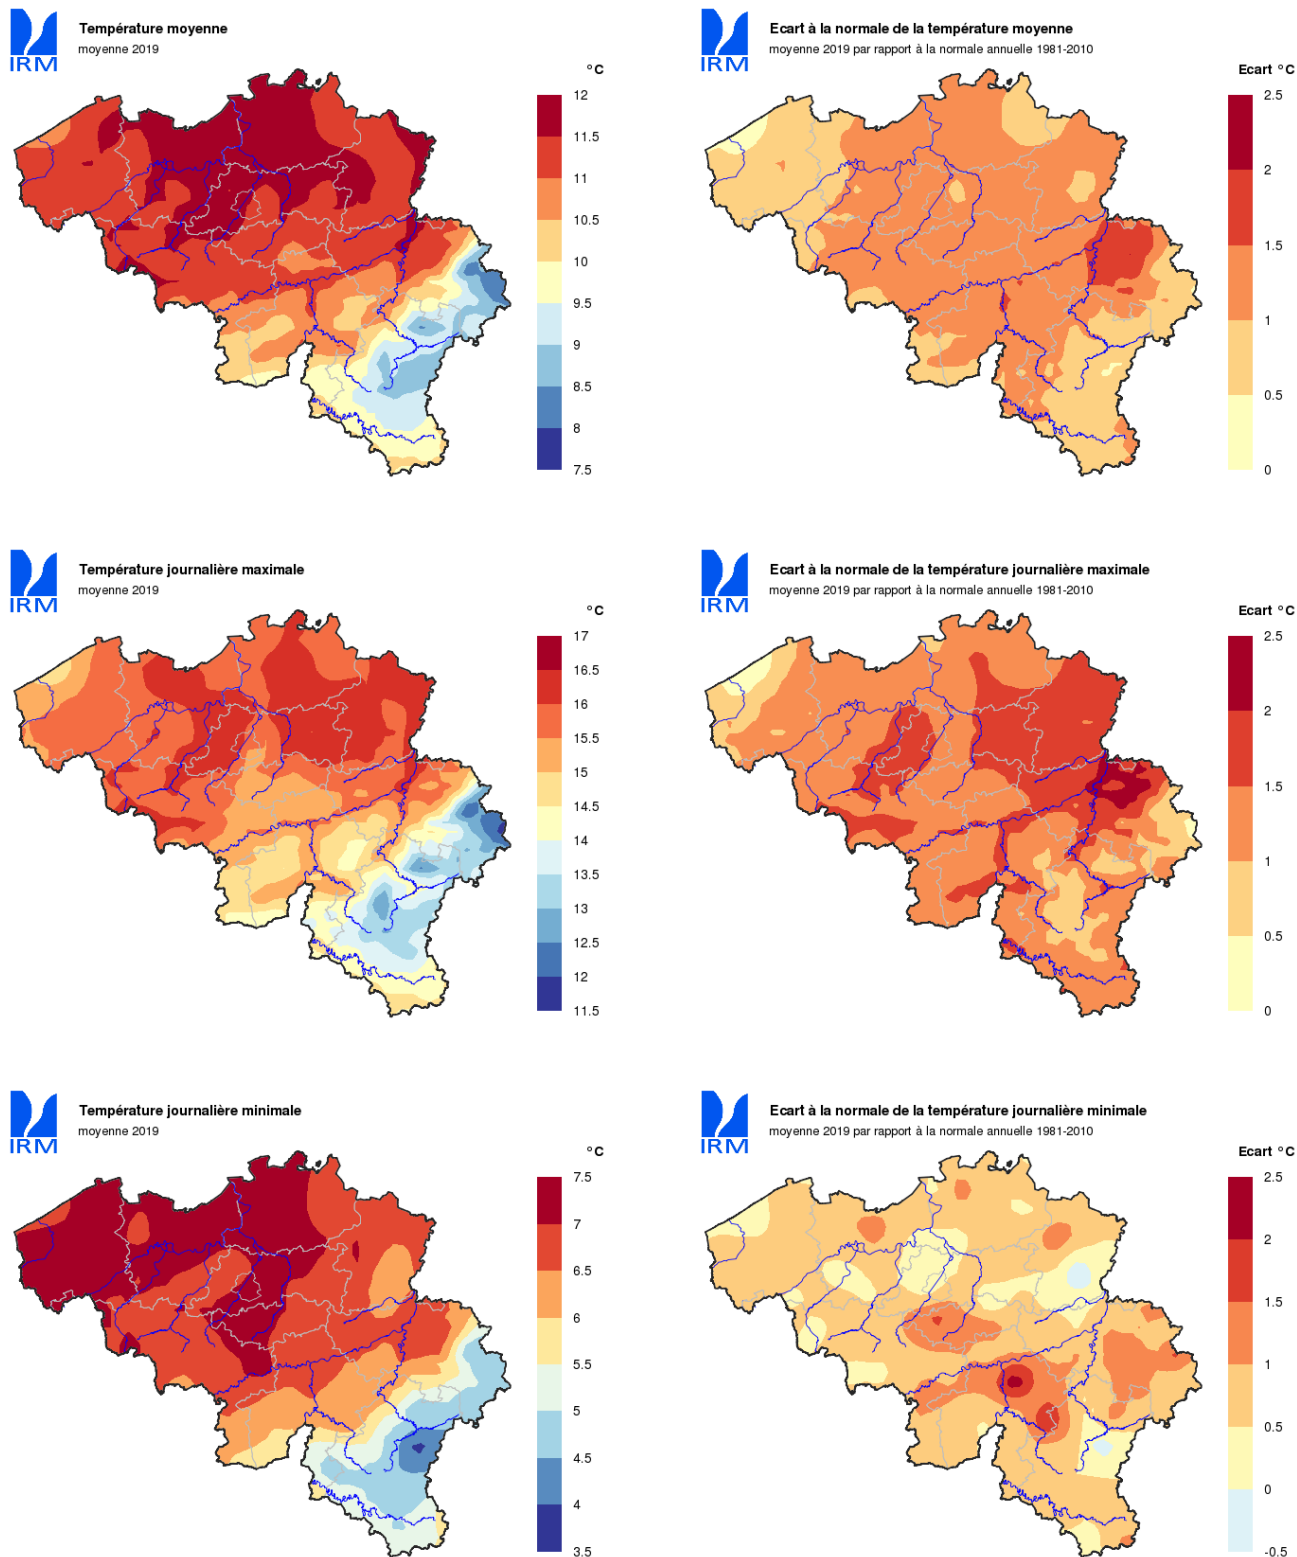 IRM
Température moyenne
moyenne 2019
°C
12
11.5
11
10.5
10
9.5
9
8.5
8
7.5
IRM
Ecart à la normale de la température moyenne
moyenne 2019 par rapport à la normale annuelle 1981-2010
Ecart °C
2.5
2
1.5
1
0.5
0
IRM
Température journalière maximale
moyenne 2019
°C
17
16.5
16
15.5
15
14.5
14
13.5
13
12.5
12
11.5
IRM
Ecart à la normale de la température journalière maximale
moyenne 2019 par rapport à la normale annuelle 1981-2010
Ecart °C
2.5
2
1.5
1
0.5
0
IRM
Température journalière minimale
moyenne 2019
°C
7.5
7
6.5
6
5.5
5
4.5
4
3.5
IRM
Ecart à la normale de la température journalière minimale
moyenne 2019 par rapport à la normale annuelle 1981-2010
Ecart °C
2.5
2
1.5
1
0.5
0
-0.5